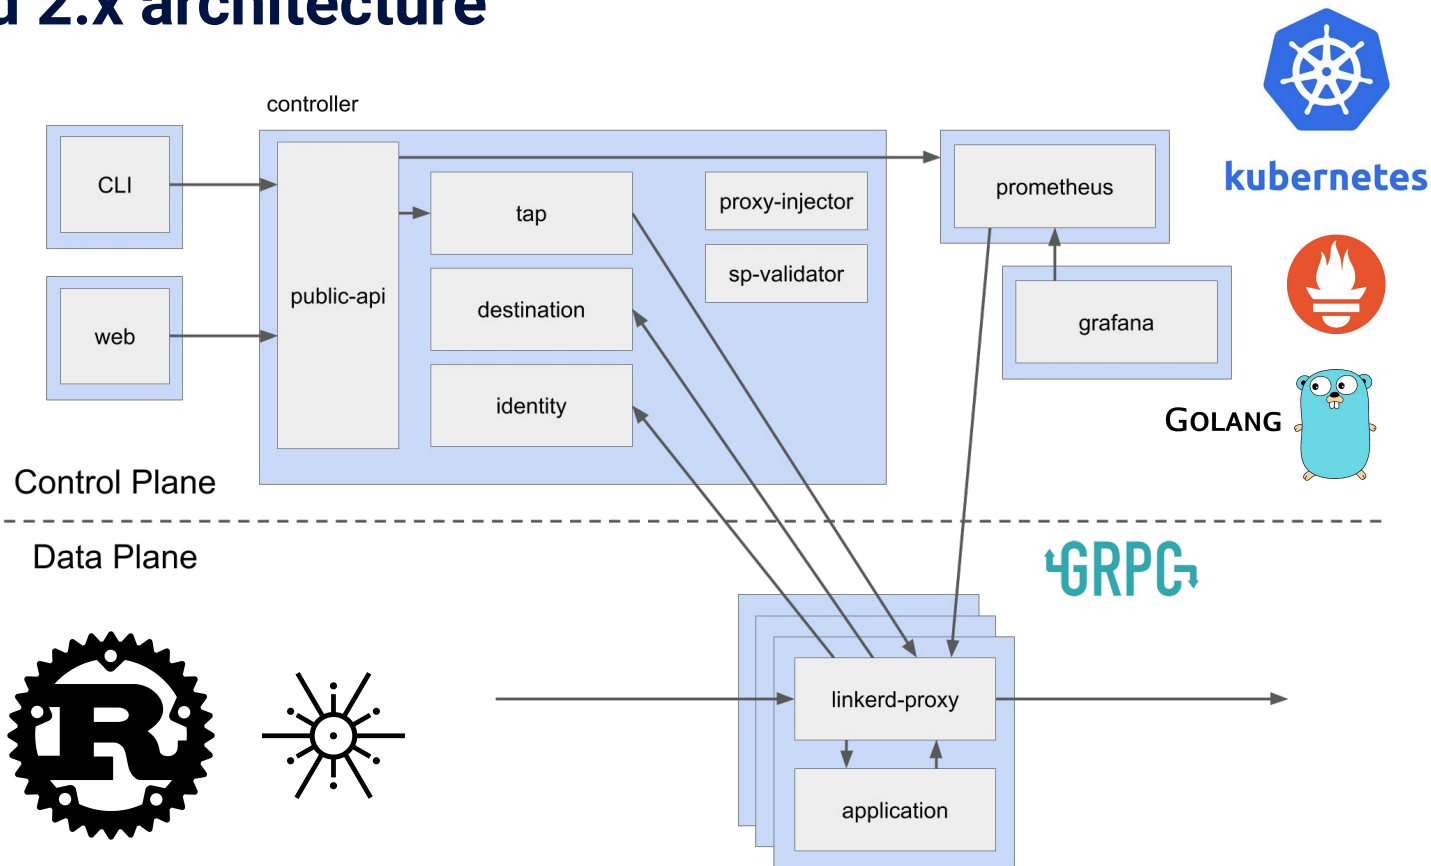 2.x architecture
controller
CLI
web
public-api
tap
destination
identity
proxy-injector
sp-validator
prometheus
grafana
kubernetes
GOLANG
Control Plane
Data Plane
GRPC
R
linkerd-proxy
application